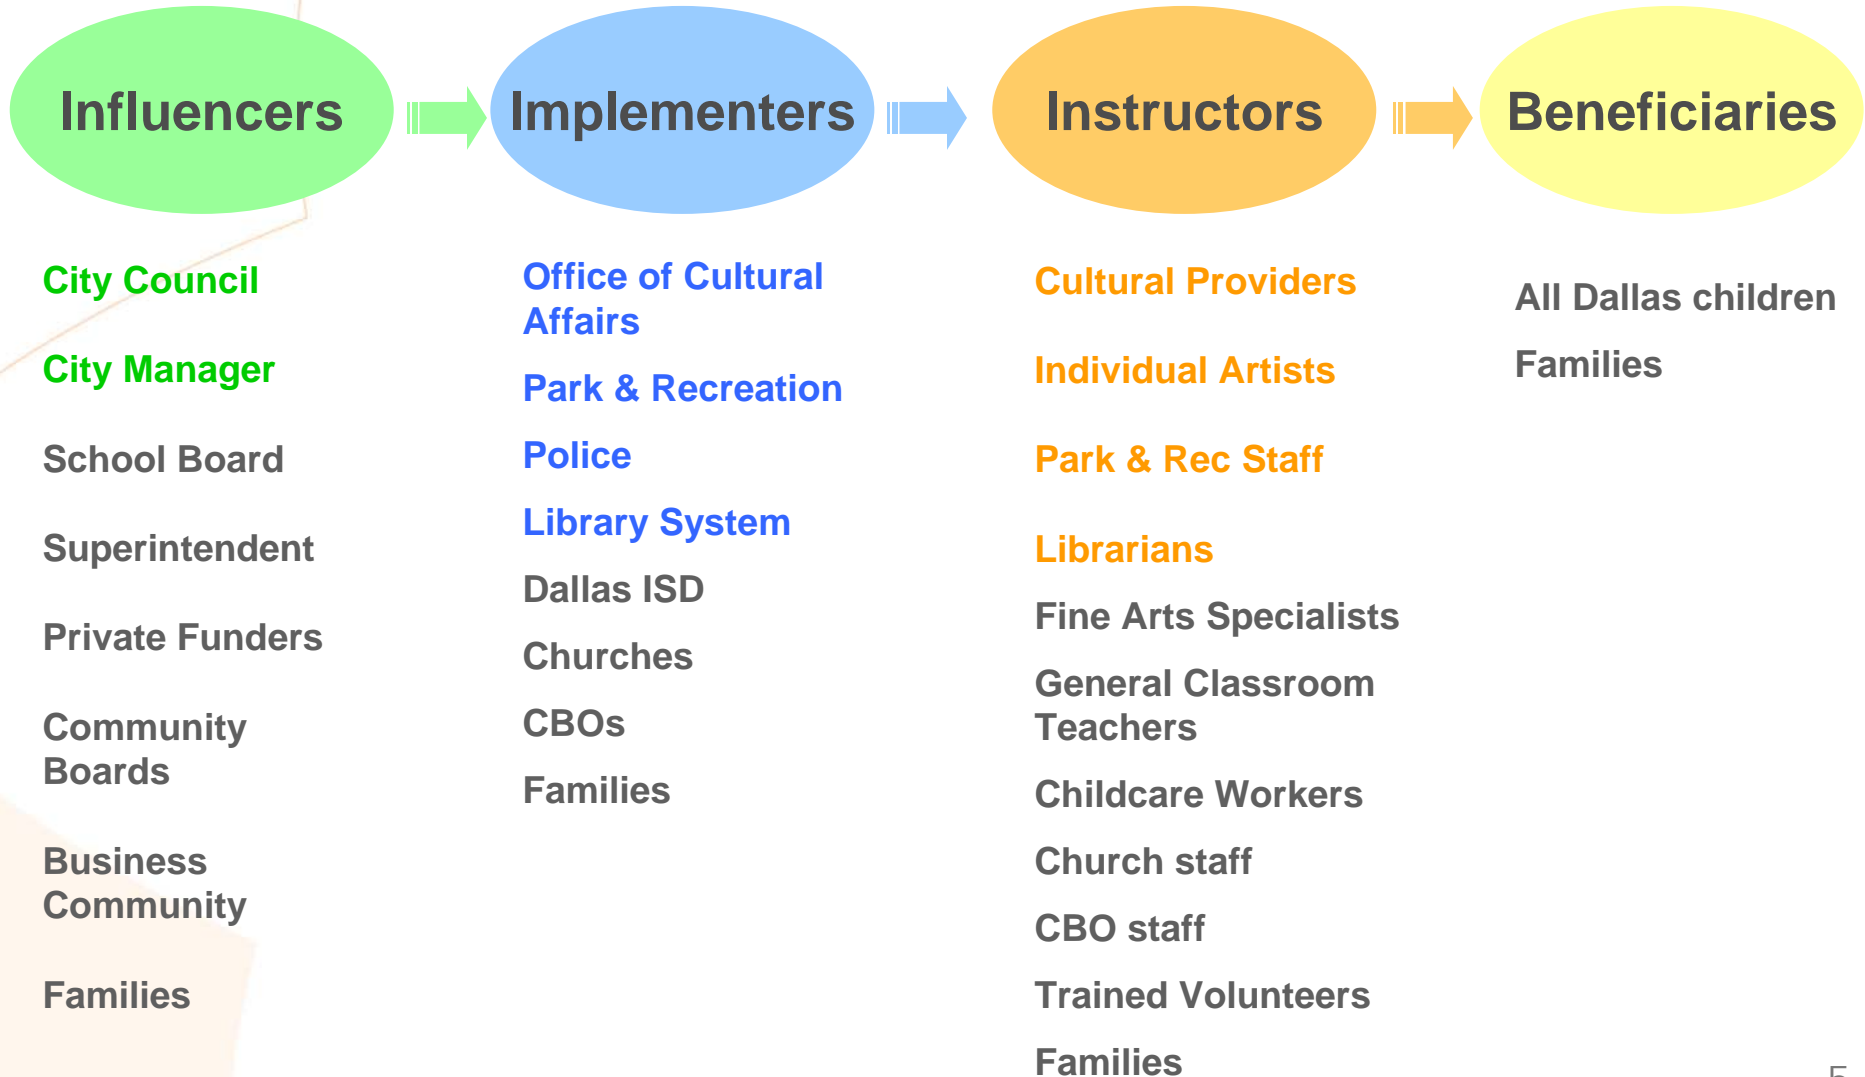 Influencers
Implementers
Instructors
Beneficiaries
City Council
City Manager
School Board
Superintendent
Private Funders
Community
Boards
Business
Community
Families
Office of Cultural
Affairs
Park & Recreation
Police
Library System
Dallas ISD
Churches
CBOs
Families
Cultural Providers
Individual Artists
Park & Rec Staff
Librarians
Fine Arts Specialists
General Classroom
Teachers
Childcare Workers
Church staff
CBO staff
Trained Volunteers
Families
All Dallas children
Families
5